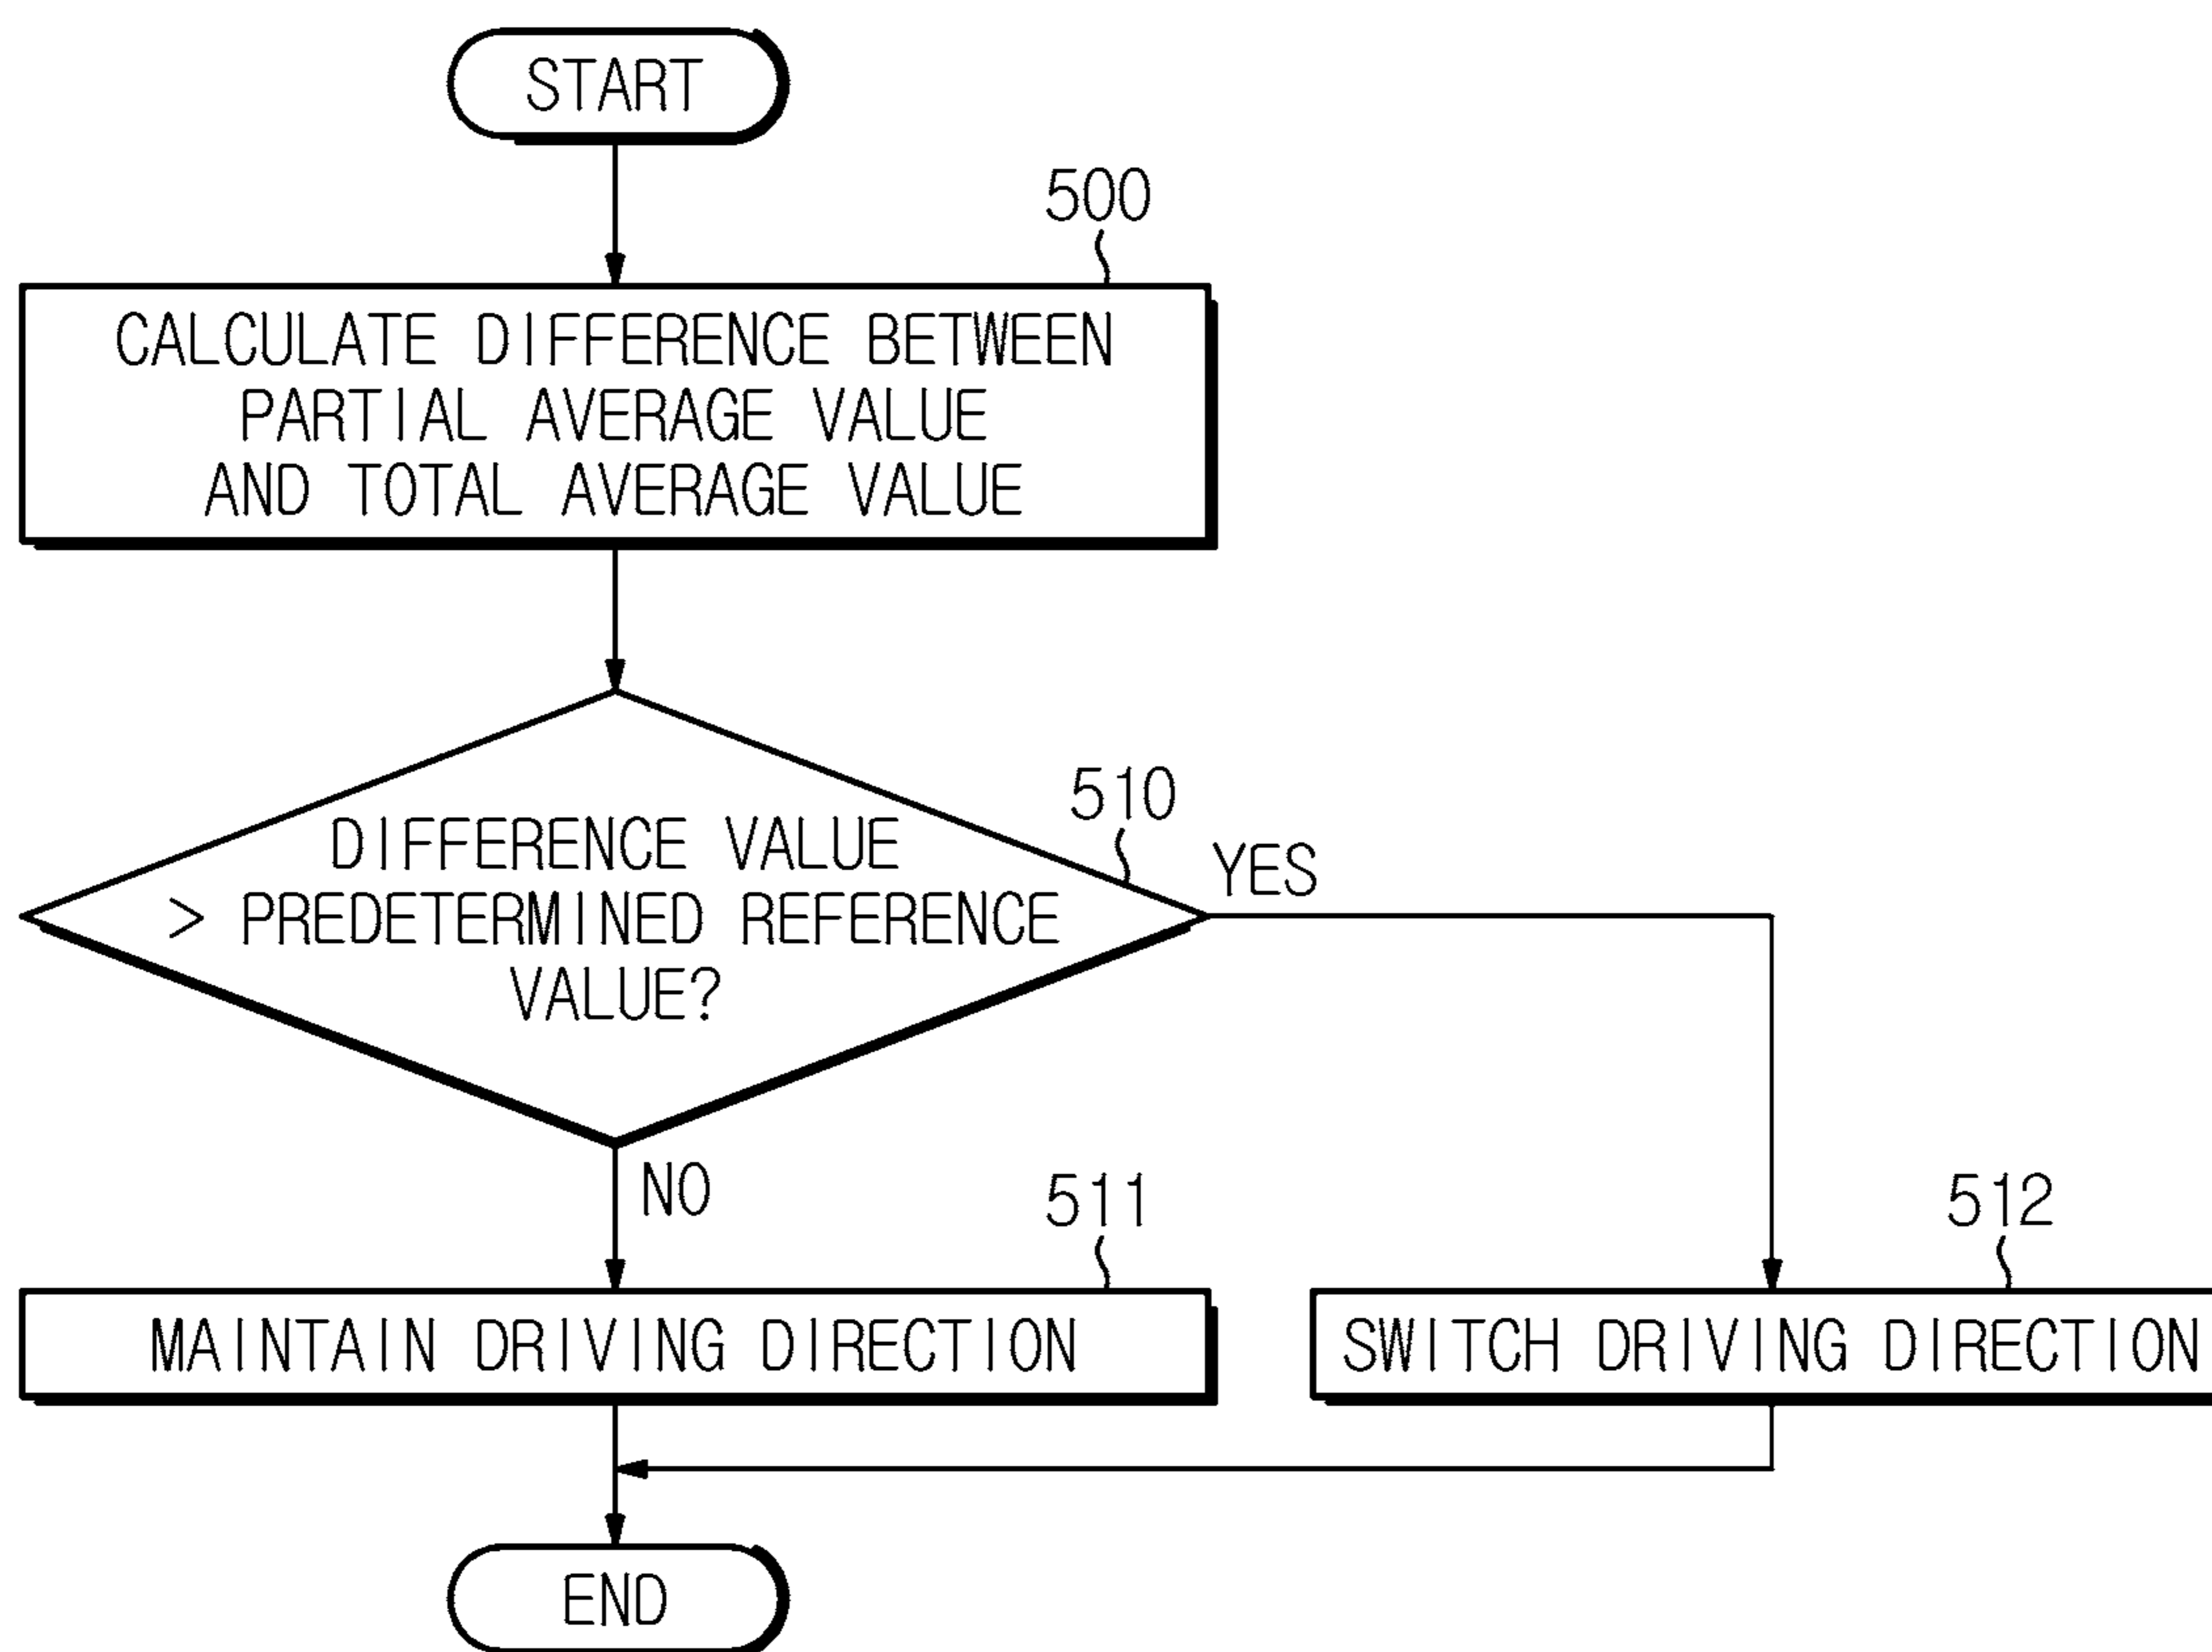 START
500
CALCULATE DIFFERENCE BETWEEN
PARTIAL AVERAGE VALUE
AND TOTAL AVERAGE VALUE
510
DIFFERENCE VALUE
> PREDETERMINED REFERENCE
VALUE?
YES
NO
511
512
MAINTAIN DRIVING DIRECTION
SWITCH DRIVING DIRECTION
END